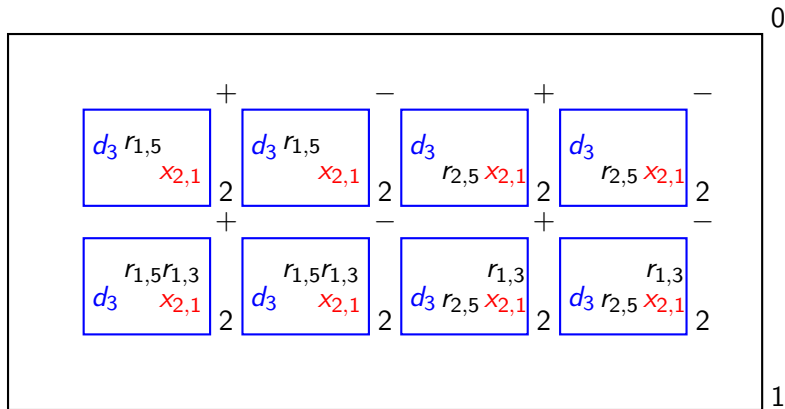 0
+ − + −
d₃ r₁,₅ d₃ r₁,₅ d₃ d₃
x₂,₁ x₂,₁ r₂,₅ x₂,₁ r₂,₅ x₂,₁
2 2 2 2
+ − + −
r₁,₅r₁,₃ r₁,₅r₁,₃ r₁,₃ r₁,₃
d₃ x₂,₁ d₃ x₂,₁ d₃ r₂,₅ x₂,₁ d₃ r₂,₅ x₂,₁
2 2 2 2
1